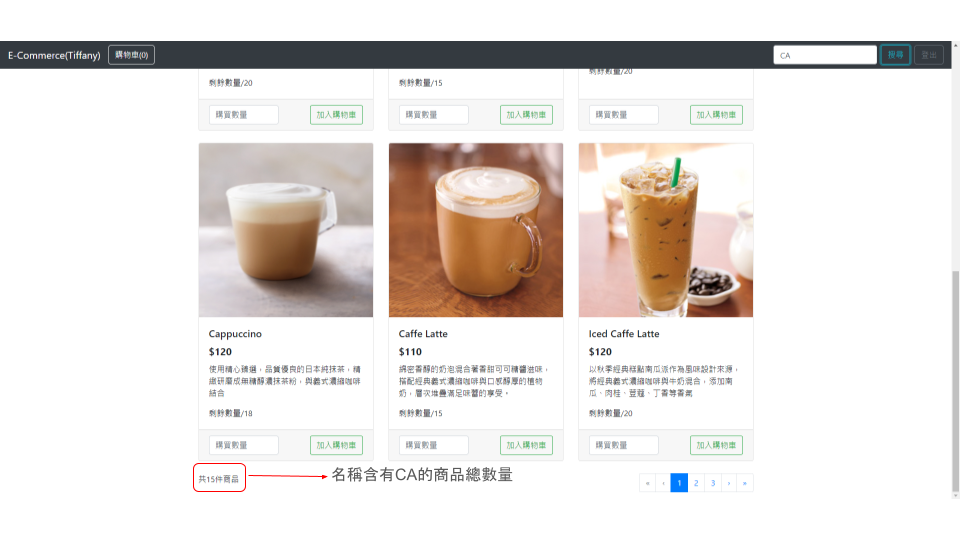 E-Commerce(Tiffany) 購物車(0) CA 搜尋 登出
剩餘數量/20 剩餘數量/15 剩餘數量/20
購買數量 加入購物車 購買數量 加入購物車 購買數量 加入購物車
Cappuccino
$120
使用精心臻選，品質優良的日本純抹茶，精
緻研磨成無糖醇濃抹茶粉，與義式濃縮咖啡
結合
剩餘數量/18
購買數量 加入購物車
Caffe Latte
$110
綿密香醇的奶泡混合著香甜可可糖醬滋味，
搭配經典義式濃縮咖啡與口感醇厚的植物
奶，層次堆疊滿足味蕾的享受。
剩餘數量/15
購買數量 加入購物車
Iced Caffe Latte
$120
以秋季經典糕點南瓜派作為風味設計來源，
將經典義式濃縮咖啡與牛奶混合，添加南
瓜、肉桂、荳蔻、丁香等香氣
剩餘數量/20
購買數量 加入購物車
共15件商品 名稱含有CA的商品總數量
« ‹ 1 2 3 › »